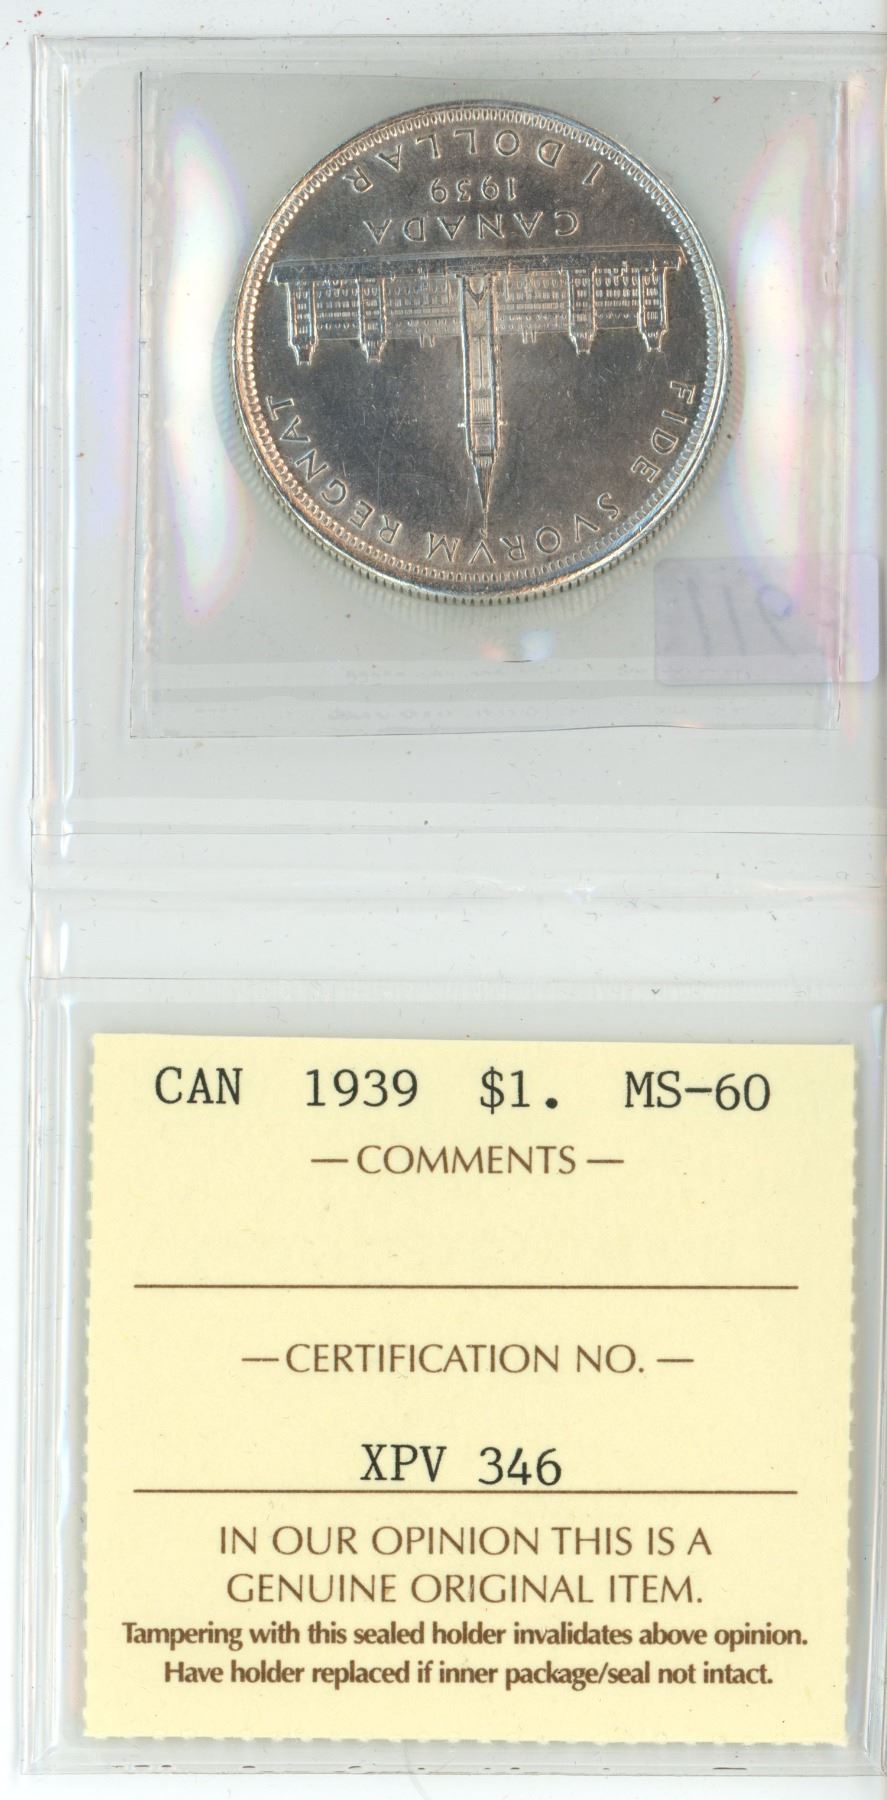 FIDE SVORVM REGNAT
CANADA
1939
1 DOLLAR
911
CAN 1939 $1. MS-60
— COMMENTS —
— CERTIFICATION NO. —
XPV 346
IN OUR OPINION THIS IS A
GENUINE ORIGINAL ITEM.
Tampering with this sealed holder invalidates above opinion.
Have holder replaced if inner package/seal not intact.